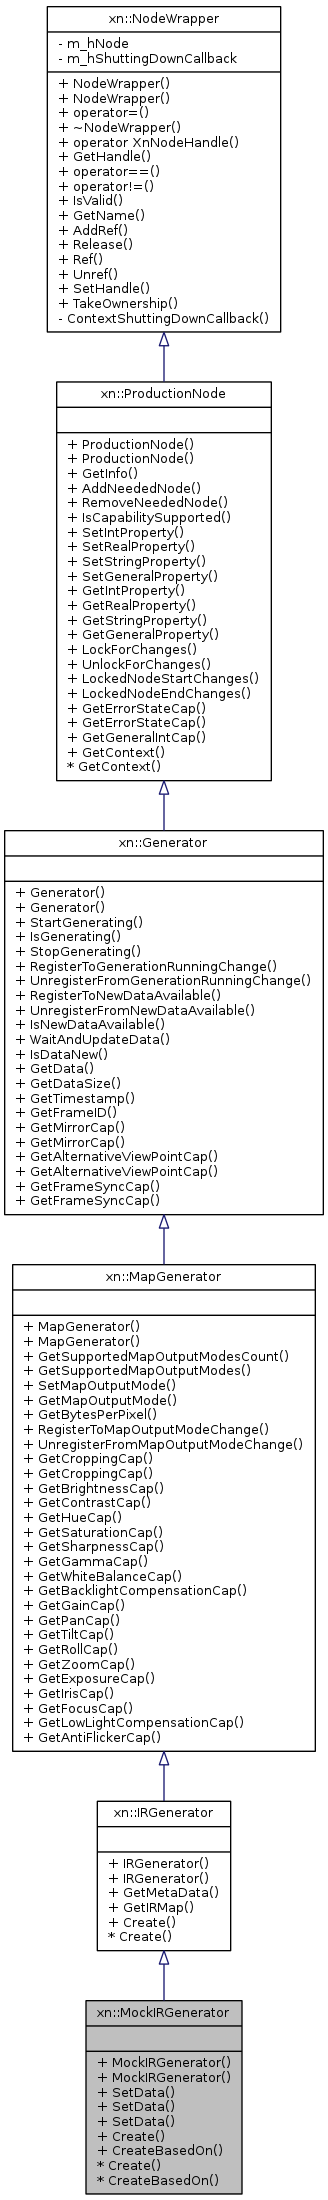 xn::NodeWrapper
- m_hNode
- m_hShuttingDownCallback
+ NodeWrapper()
+ NodeWrapper()
+ operator=()
+ ~NodeWrapper()
+ operator XnNodeHandle()
+ GetHandle()
+ operator==()
+ operator!=()
+ IsValid()
+ GetName()
+ AddRef()
+ Release()
+ Ref()
+ Unref()
+ SetHandle()
+ TakeOwnership()
- ContextShuttingDownCallback()
xn::ProductionNode
+ ProductionNode()
+ ProductionNode()
+ GetInfo()
+ AddNeededNode()
+ RemoveNeededNode()
+ IsCapabilitySupported()
+ SetIntProperty()
+ SetRealProperty()
+ SetStringProperty()
+ SetGeneralProperty()
+ GetIntProperty()
+ GetRealProperty()
+ GetStringProperty()
+ GetGeneralProperty()
+ LockForChanges()
+ UnlockForChanges()
+ LockedNodeStartChanges()
+ LockedNodeEndChanges()
+ GetErrorStateCap()
+ GetErrorStateCap()
+ GetGeneralIntCap()
+ GetContext()
* GetContext()
xn::Generator
+ Generator()
+ Generator()
+ StartGenerating()
+ IsGenerating()
+ StopGenerating()
+ RegisterToGenerationRunningChange()
+ UnregisterFromGenerationRunningChange()
+ RegisterToNewDataAvailable()
+ UnregisterFromNewDataAvailable()
+ IsNewDataAvailable()
+ WaitAndUpdateData()
+ IsDataNew()
+ GetData()
+ GetDataSize()
+ GetTimestamp()
+ GetFrameID()
+ GetMirrorCap()
+ GetMirrorCap()
+ GetAlternativeViewPointCap()
+ GetAlternativeViewPointCap()
+ GetFrameSyncCap()
+ GetFrameSyncCap()
xn::MapGenerator
+ MapGenerator()
+ MapGenerator()
+ GetSupportedMapOutputModesCount()
+ GetSupportedMapOutputModes()
+ SetMapOutputMode()
+ GetMapOutputMode()
+ GetBytesPerPixel()
+ RegisterToMapOutputModeChange()
+ UnregisterFromMapOutputModeChange()
+ GetCroppingCap()
+ GetCroppingCap()
+ GetBrightnessCap()
+ GetContrastCap()
+ GetHueCap()
+ GetSaturationCap()
+ GetSharpnessCap()
+ GetGammaCap()
+ GetWhiteBalanceCap()
+ GetBacklightCompensationCap()
+ GetGainCap()
+ GetPanCap()
+ GetTiltCap()
+ GetRollCap()
+ GetZoomCap()
+ GetExposureCap()
+ GetIrisCap()
+ GetFocusCap()
+ GetLowLightCompensationCap()
+ GetAntiFlickerCap()
xn::IRGenerator
+ IRGenerator()
+ IRGenerator()
+ GetMetaData()
+ GetIRMap()
+ Create()
* Create()
xn::MockIRGenerator
+ MockIRGenerator()
+ MockIRGenerator()
+ SetData()
+ SetData()
+ SetData()
+ Create()
+ CreateBasedOn()
* Create()
* CreateBasedOn()